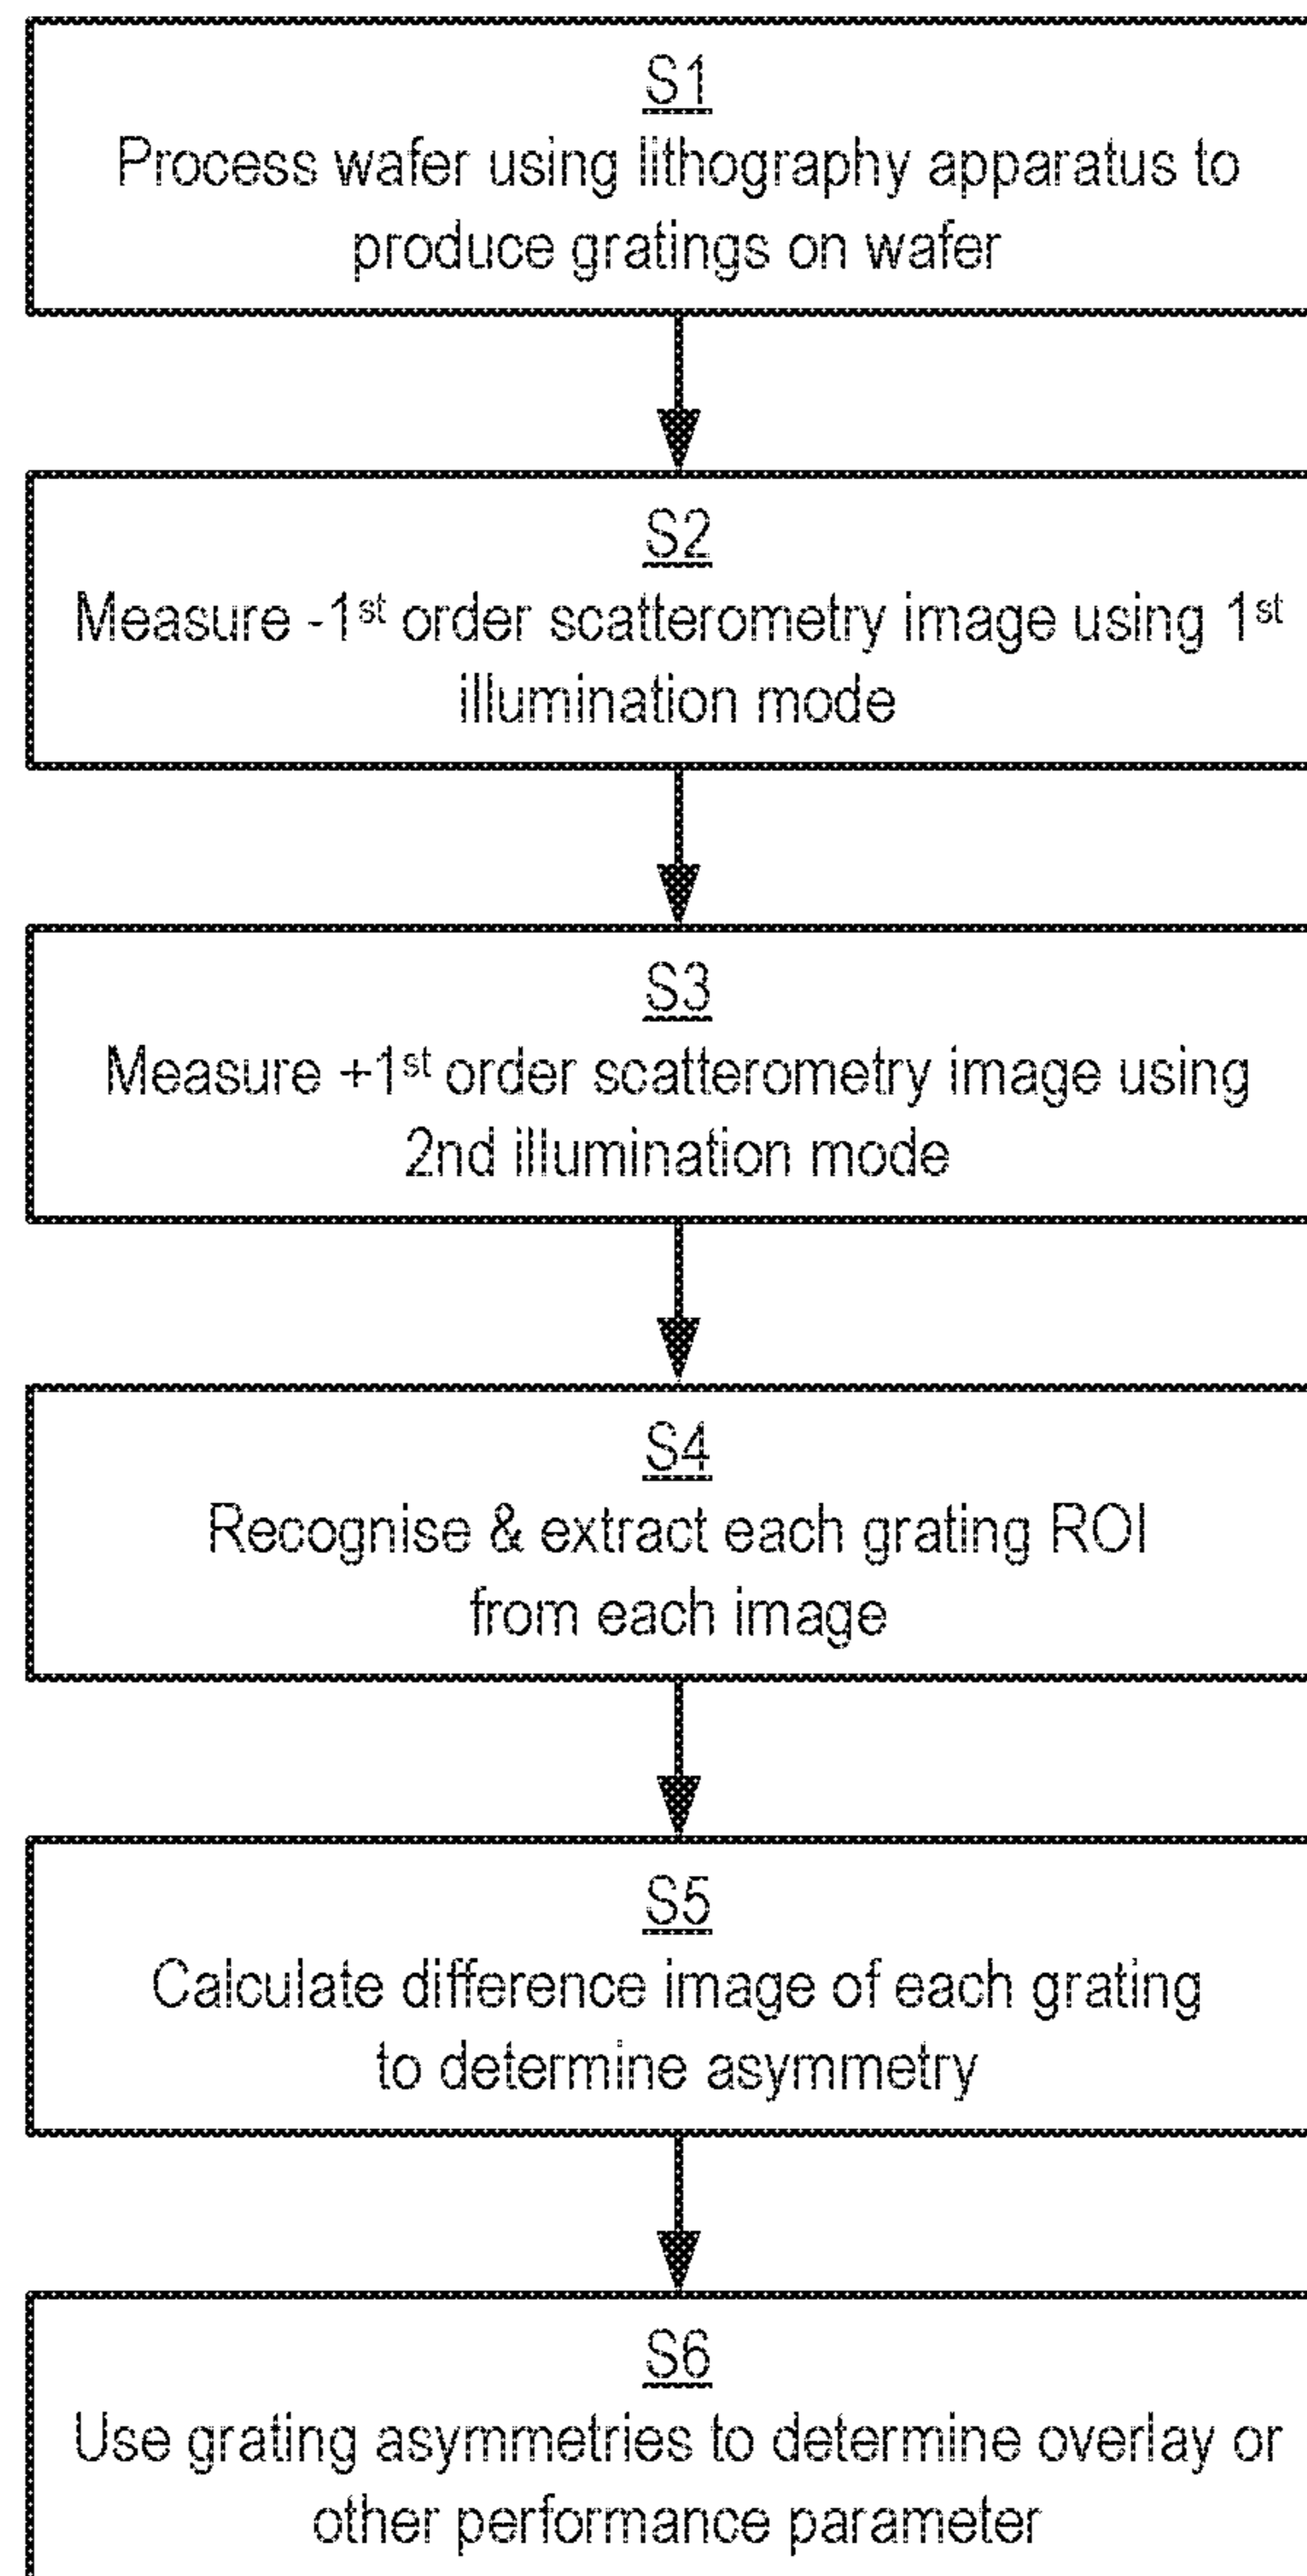 S1
Process wafer using lithography apparatus to
produce gratings on wafer
S2
Measure -1st order scatterometry image using 1st
illumination mode
S3
Measure +1st order scatterometry image using
2nd illumination mode
S4
Recognise & extract each grating ROI
from each image
S5
Calculate difference image of each grating
to determine asymmetry
S6
Use grating asymmetries to determine overlay or
other performance parameter